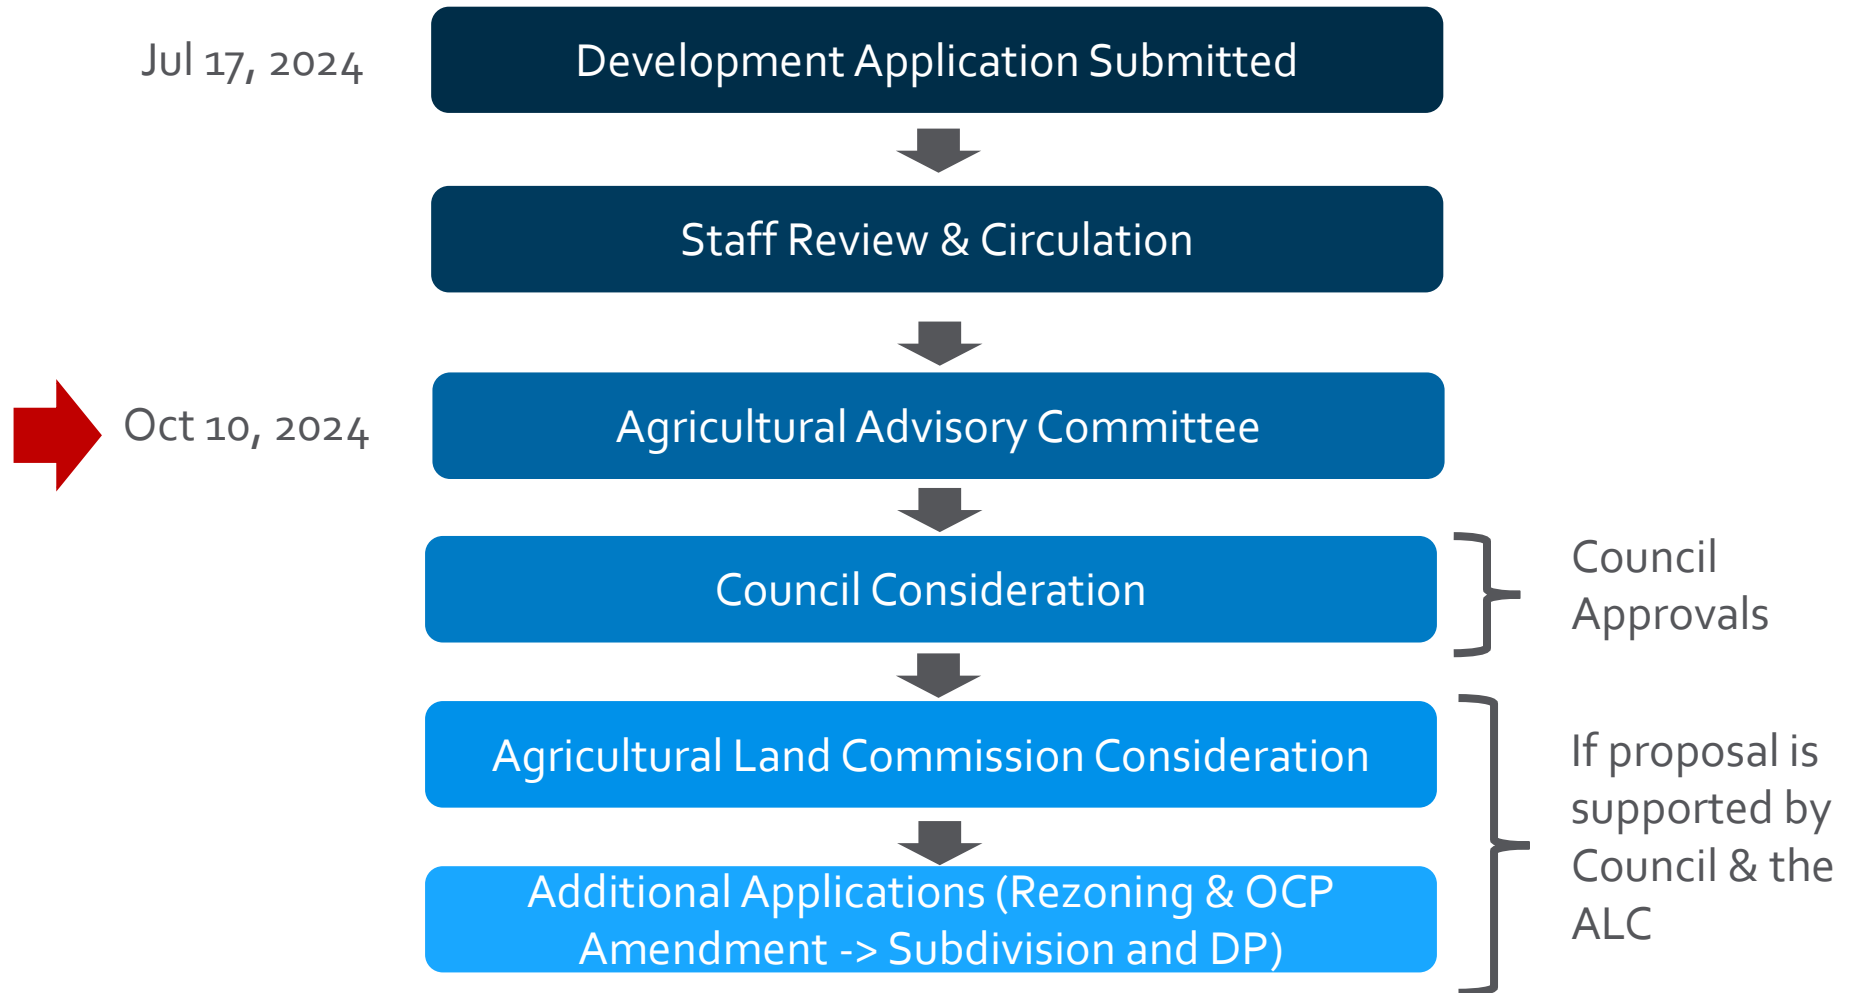 Jul 17, 2024
Development Application Submitted
Staff Review & Circulation
Oct 10, 2024
Agricultural Advisory Committee
Council Consideration
Council
Approvals
Agricultural Land Commission Consideration
If proposal is
supported by
Council & the
ALC
Additional Applications (Rezoning & OCP
Amendment -> Subdivision and DP)